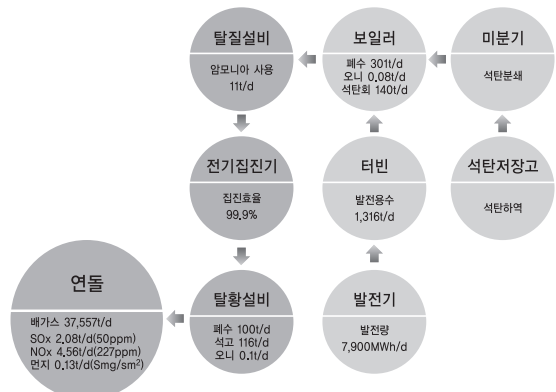 탈질설비
암모니아 사용
11t/d
보일러
폐수 301t/d
오니 0.08t/d
석탄회 140t/d
미분기
석탄분쇄
전기집진기
집진효율
99.9%
터빈
발전용수
1,316t/d
석탄저장고
석탄하역
연돌
배가스 37,557t/d
SOx 2.08t/d(50ppm)
NOx 4.56t/d(227ppm)
먼지 0.13t/d(Smg/sm²)
탈황설비
폐수 100t/d
석고 116t/d
오니 0.1t/d
발전기
발전량
7,900MWh/d